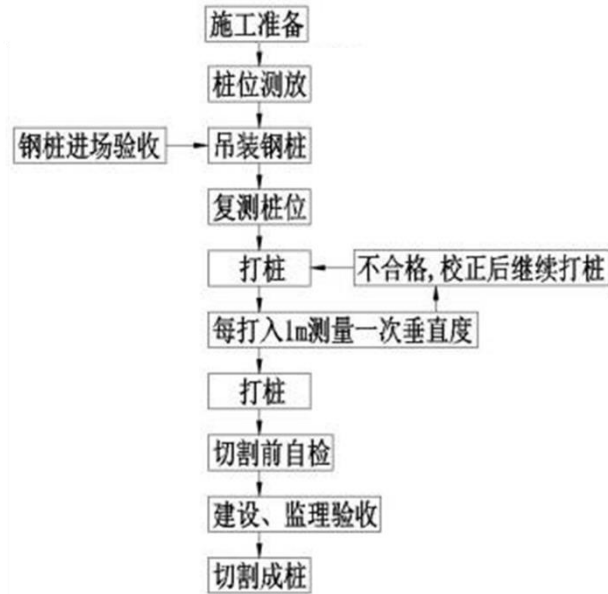 施工准备
桩位测放
钢桩进场验收
吊装钢桩
复测桩位
打桩
不合格,校正后继续打桩
每打入1m测量一次垂直度
打桩
切割前自检
建设、监理验收
切割成桩